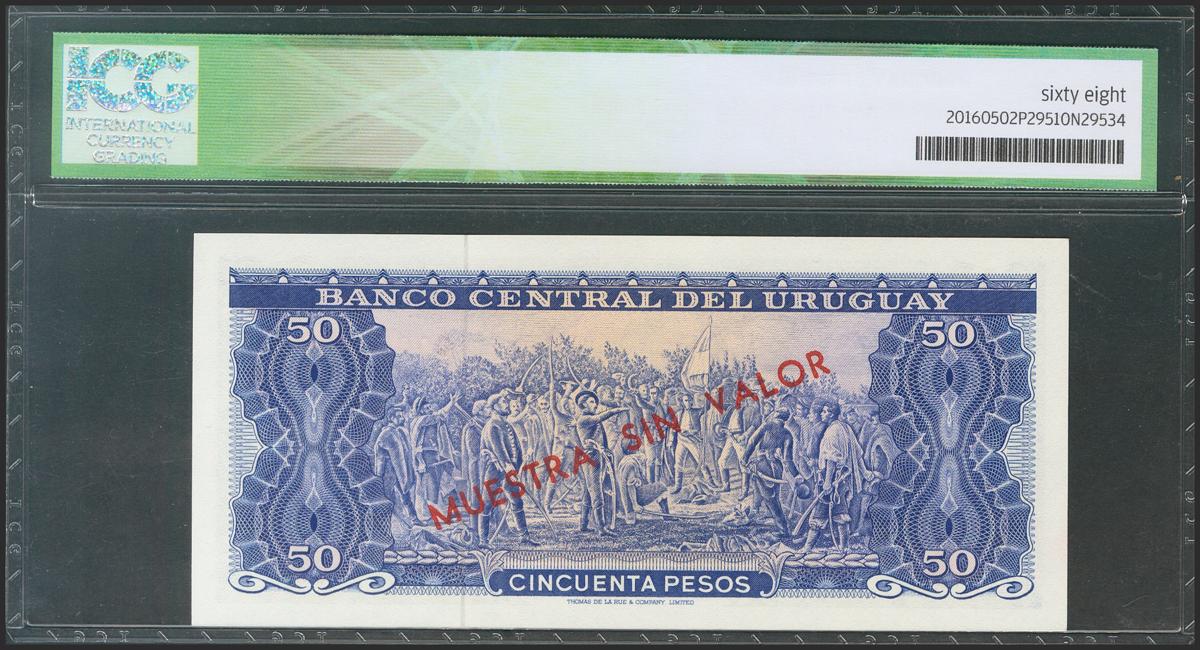 ICG
INTERNATIONAL
CURRENCY
GRADING
sixty eight
20160502P29510N29534
BANCO CENTRAL DEL URUGUAY
50
50
MUESTRA SIN VALOR
50
50
CINCUENTA PESOS
THOMAS DE LA RUE & COMPANY, LIMITED